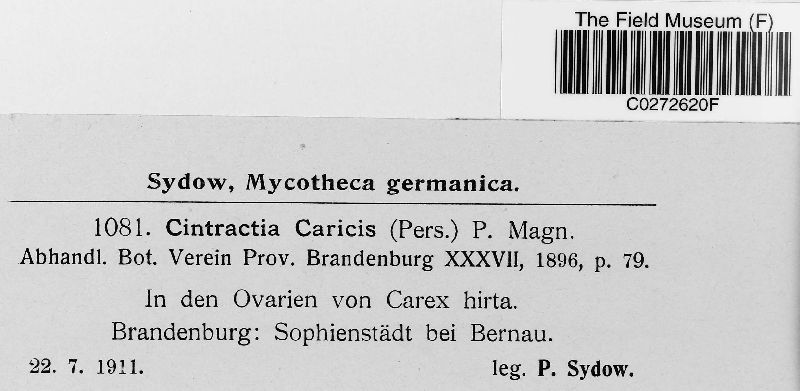 The Field Museum (F)
C0272620F
Sydow, Mycotheca germanica.
1081. Cintractia Caricis (Pers.) P. Magn.
Abhandl. Bot. Verein Prov. Brandenburg XXXVII, 1896, p. 79.
In den Ovarien von Carex hirta.
Brandenburg: Sophienstädt bei Bernau.
22. 7. 1911. leg. P. Sydow.